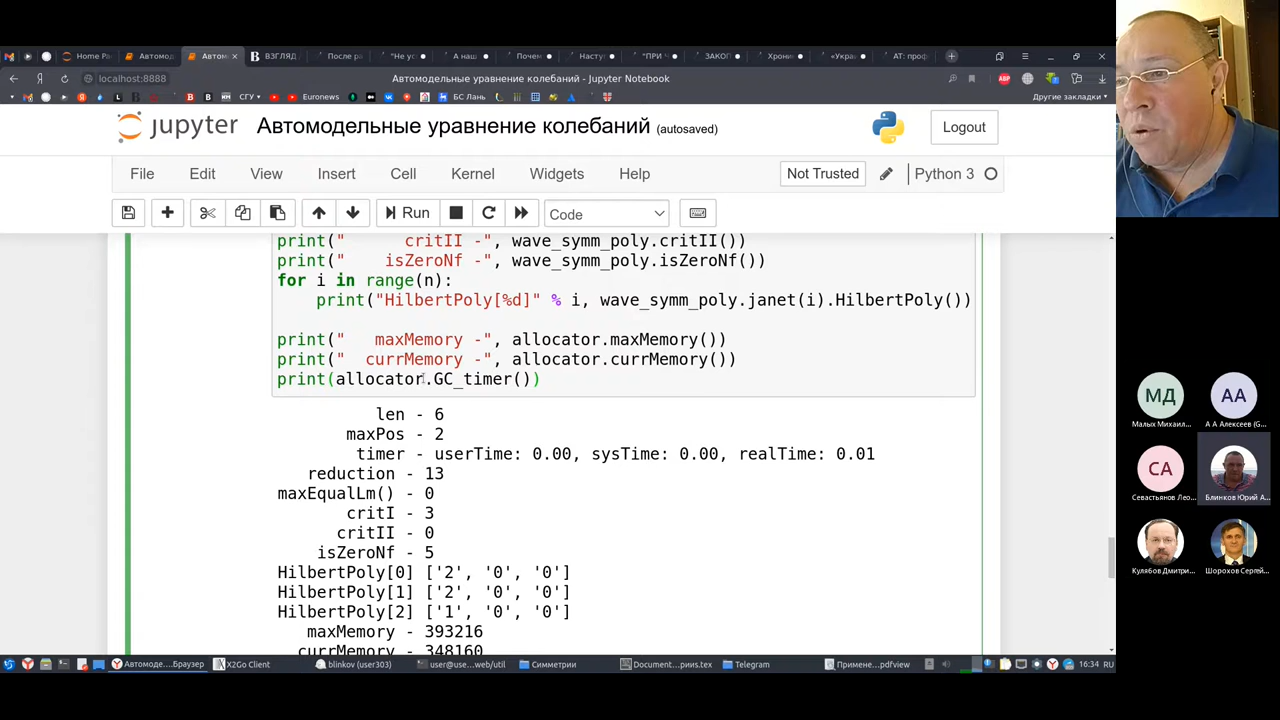 Home Pa
Автомод
Автом
ВЗГЛЯД
После ра
"Не ус
А наш
Почем
Насту
"ПРИ
ЗАКОГ
Хрони
«Укра
АТ: проф
localhost:8888
Автомодельные уравнение колебаний - Jupyter Notebook
СГУ
Euronews
БС Лань
Другие закладки
jupyter Автомодельные уравнение колебаний (autosaved)
Logout
File Edit View Insert Cell Kernel Widgets Help
Not Trusted
Python 3
Run
Code
print("      critII -", wave_symm_poly.critII())
print("    isZeroNf -", wave_symm_poly.isZeroNf())
for i in range(n):
    print("HilbertPoly[%d]" % i, wave_symm_poly.janet(i).HilbertPoly())
print("   maxMemory -", allocator.maxMemory())
print("  currMemory -", allocator.currMemory())
print(allocator.GC_timer())
len - 6
maxPos - 2
timer - userTime: 0.00, sysTime: 0.00, realTime: 0.01
reduction - 13
maxEqualLm() - 0
critI - 3
critII - 0
isZeroNf - 5
HilbertPoly[0] ['2', '0', '0']
HilbertPoly[1] ['2', '0', '0']
HilbertPoly[2] ['1', '0', '0']
maxMemory - 393216
currMemory - 348160
Автомоде...Браузер
X2Go Client
blinkov (user303)
user@use...web/util
Симметрии
Document...рииs.tex
Telegram
Примене...pdfview
16:34 RU
МД
Малых Михаил...
АА
А А Алексеев (G...
СА
Севастьянов Лео...
Блинков Юрий А...
Кулябов Дмитри...
Шорохов Сергей...